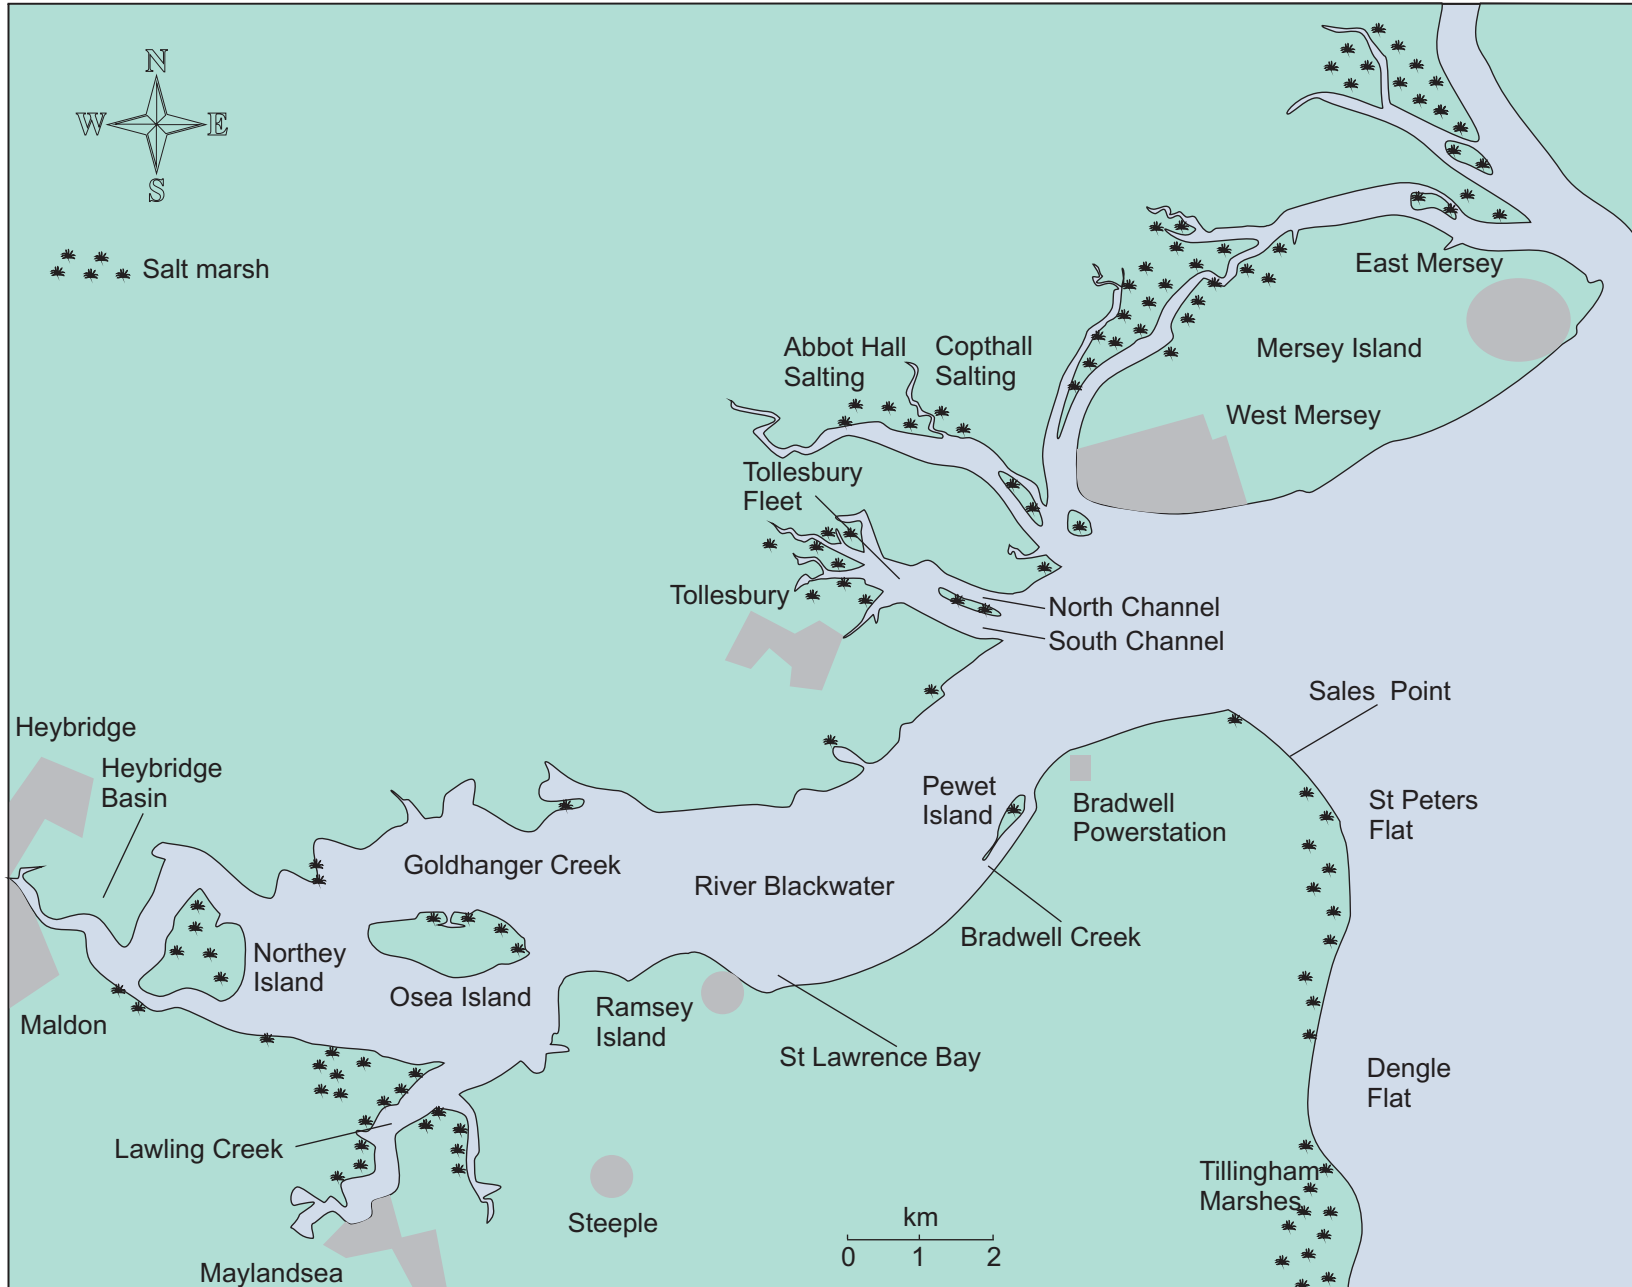 N
W
E
S
Salt marsh
East Mersey
Mersey Island
West Mersey
Abbot Hall
Salting
Copthall
Salting
Tollesbury
Fleet
Tollesbury
North Channel
South Channel
Sales Point
Heybridge
Heybridge
Basin
Pewet
Island
Bradwell
Powerstation
St Peters
Flat
Goldhanger Creek
River Blackwater
Bradwell Creek
Northey
Island
Osea Island
Ramsey
Island
Maldon
St Lawrence Bay
Dengle
Flat
Lawling Creek
Tillingham
Marshes
Steeple
km
0 1 2
Maylandsea